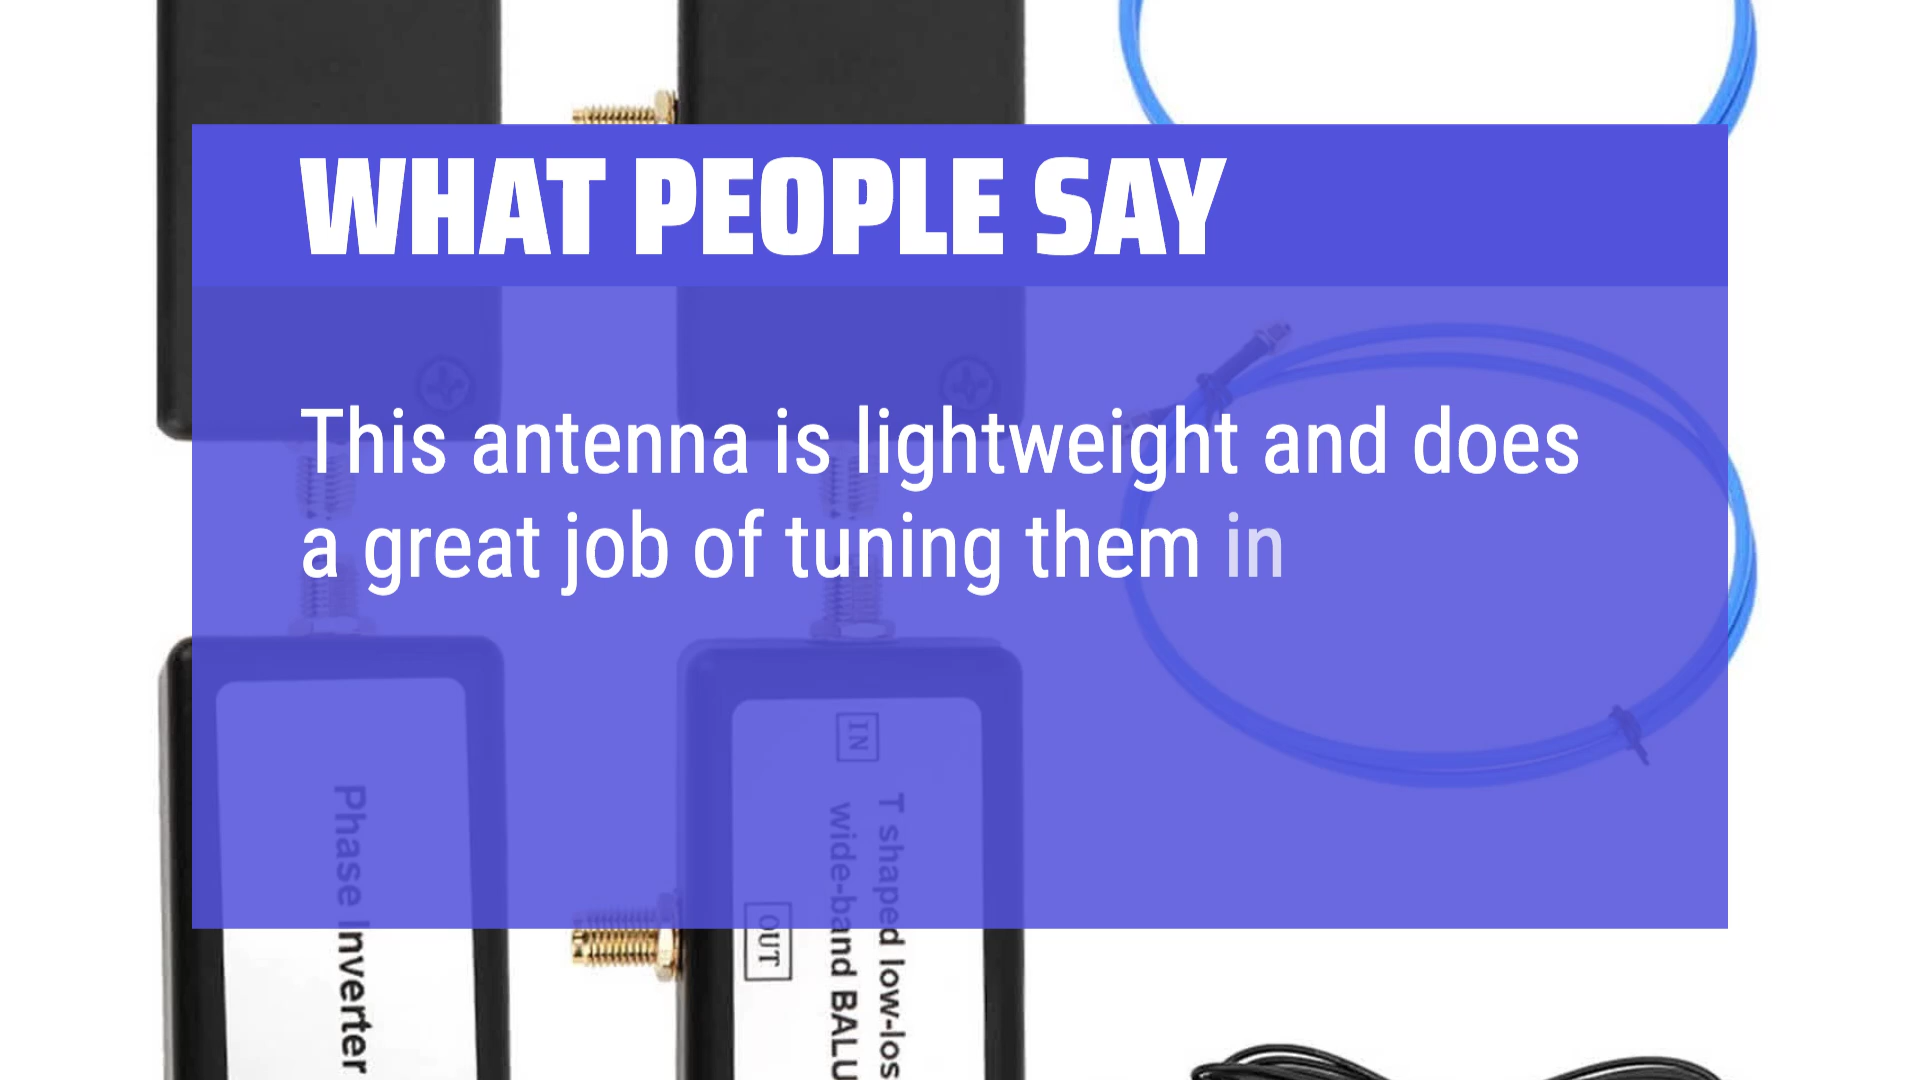 WHAT PEOPLE SAY
This antenna is lightweight and does
a great job of tuning them in
IN
T shaped low-los
wide-band BALU
OUT
Phase Inverter